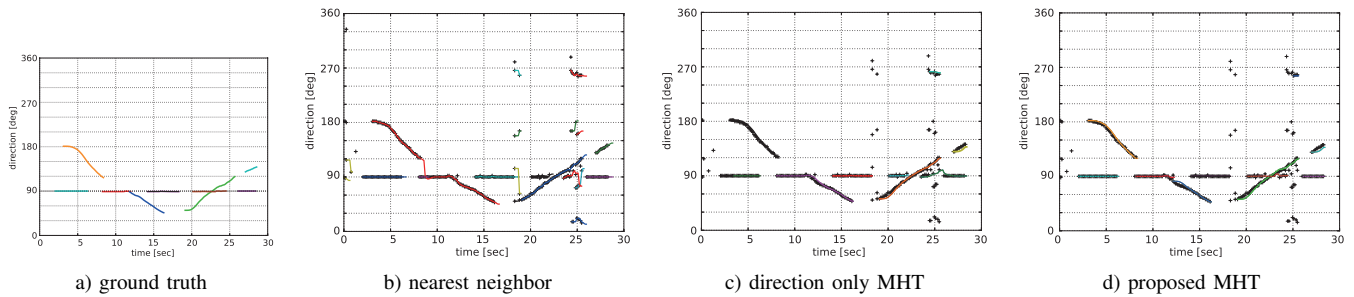 direction [deg]
360
270
180
90
0
0 5 10 15 20 25 30
time [sec]
a) ground truth
direction [deg]
360
270
180
90
0
0 5 10 15 20 25 30
time [sec]
b) nearest neighbor
direction [deg]
360
270
180
90
0
0 5 10 15 20 25 30
time [sec]
c) direction only MHT
direction [deg]
360
270
180
90
0
0 5 10 15 20 25 30
time [sec]
d) proposed MHT